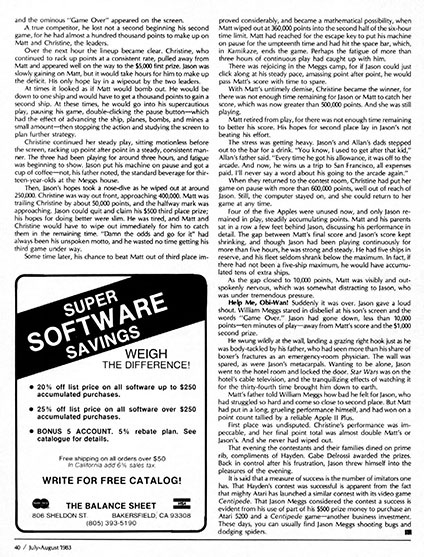 and the ominous "Game Over" appeared on the screen.
A true competitor, he lost not a second beginning his second
game, for he had almost a hundred thousand points to make up on
Matt and Christine, the leaders.
Over the next hour the lineup became clear. Christine, who
continued to rack up points at a consistent rate, pulled away from
Matt and appeared well on the way to the $5,000 first prize. Jason was
slowly gaining on Matt, but it would take hours for him to make up
the deficit. His only hope lay in a wipeout by the two leaders.
At times it looked as if Matt would bomb out. He would be
down to one ship and would have to get a thousand points to gain a
second ship. At these times, he would go into his supercautious
play, pausing his game, double-clicking the pause button—which
had the effect of advancing the ship, planes, bombs, and mines a
small amount—then stopping the action and studying the screen to
plan further strategy.
Christine continued her steady play, sitting motionless before
the screen, racking up point after point in a steady, consistent man-
ner. The three had been playing for around three hours, and fatigue
was beginning to show. Jason put his machine on pause and got a
cup of coffee—not, his father noted, the standard beverage for thir-
teen-year-olds at the Meggs house.
Then, Jason's hopes took a nose-dive as he wiped out at around
250,000. Christine was way out front, approaching 400,000. Matt was
trailing Christine by about 50,000 points, and the halfway mark was
approaching. Jason could quit and claim his $500 third place prize;
his hopes for doing better were slim. He was tired, and Matt and
Christine would have to wipe out immediately for him to catch
them in the remaining time. "Damn the odds and go for it" had
always been his unspoken motto, and he wasted no time getting his
third game under way.
Some time later, his chance to beat Matt out of third place im-
SUPER
SOFTWARE
SAVINGS
WEIGH
THE DIFFERENCE!
• 20% off list price on all software up to $250
accumulated purchases.
• 25% off list price on all software over $250
accumulated purchases.
• BONUS 5 ACCOUNT. 5% rebate plan. See
catalogue for details.
Free shipping on all orders over $50
In California add 6% sales tax.
WRITE FOR FREE CATALOG!
THE BALANCE SHEET
806 SHELDON ST. BAKERSFIELD, CA 93308
(805) 393-5190
40 / July-August 1983
proved considerably, and became a mathematical possibility, when
Matt wiped out at 360,000 points into the second half of the six-hour
time limit. Matt had reached for the escape key to put his machine
on pause for the umpteenth time and had hit the space bar, which,
in Kamikaze, ends the game. Perhaps the fatigue of more than
three hours of continuous play had caught up with him.
There was rejoicing in the Meggs camp, for if Jason could just
click along at his steady pace, amassing point after point, he would
pass Matt's score with time to spare.
With Matt's untimely demise, Christine became the winner, for
there was not enough time remaining for Jason or Matt to catch her
score, which was now greater than 500,000 points. And she was still
playing.
Matt retired from play, for there was not enough time remaining
to better his score. His hopes for second place lay in Jason's not
beating his effort.
The stress was getting heavy. Jason's and Allan's dads stepped
out to the bar for a drink. "You know, I used to get after that kid,"
Allan's father said. "Every time he got his allowance, it was off to the
arcade. And now, he wins us a trip to San Francisco, all expenses
paid. I'll never say a word about his going to the arcade again."
When they returned to the contest room, Christine had put her
game on pause with more than 600,000 points, well out of reach of
Jason. Still, the computer stayed on, and she could return to her
game at any time.
Four of the five Apples were unused now, and only Jason re-
mained in play, steadily accumulating points. Matt and his parents
sat in a row a few feet behind Jason, discussing his performance in
detail. The gap between Matt's final score and Jason's score kept
shrinking, and though Jason had been playing continuously for
more than five hours, he was strong and steady. He had five ships in
reserve, and his fleet seldom shrank below the maximum. In fact, if
there had not been a five-ship maximum, he would have accumu-
lated tens of extra ships.
As the gap closed to 10,000 points, Matt was visibly and out-
spokenly nervous, which was somewhat distracting to Jason, who
was under tremendous pressure.
Help Me, Obi-Wan! Suddenly it was over. Jason gave a loud
shout. William Meggs stared in disbelief at his son's screen and the
words "Game Over." Jason had gone down, less than 10,000
points—ten minutes of play—away from Matt's score and the $1,000
second prize.
He swung wildly at the wall, landing a grazing right hook just as he
was body-tackled by his father, who had seen more than his share of
boxer's fractures as an emergency-room physician. The wall was
spared, as were Jason's metacarpals. Wanting to be alone, Jason
went to the hotel room and locked the door. Star Wars was on the
hotel's cable television, and the tranquilizing effects of watching it
for the thirty-fourth time brought him down to earth.
Matt's father told William Meggs how bad he felt for Jason, who
had struggled so hard and come so close to second place. But Matt
had put in a long, grueling performance himself, and had won on a
point count tallied by a reliable Apple II Plus.
First place was undisputed. Christine's performance was im-
peccable, and her final point total was almost double Matt's or
Jason's. And she never had wiped out.
That evening the contestants and their families dined on prime
rib, compliments of Hayden. Gabe Delrossi awarded the prizes.
Back in control after his frustration, Jason threw himself into the
pleasures of the evening.
It is said that a measure of success is the number of imitators one
has. That Hayden's contest was successful is apparent from the fact
that mighty Atari has launched a similar contest with its video game
Centipede. That Jason Meggs considered the contest a success is
evident from his use of part of his $500 prize money to purchase an
Atari 5200 and a Centipede game—another business investment.
These days, you can usually find Jason Meggs shooting bugs and
dodging spiders.